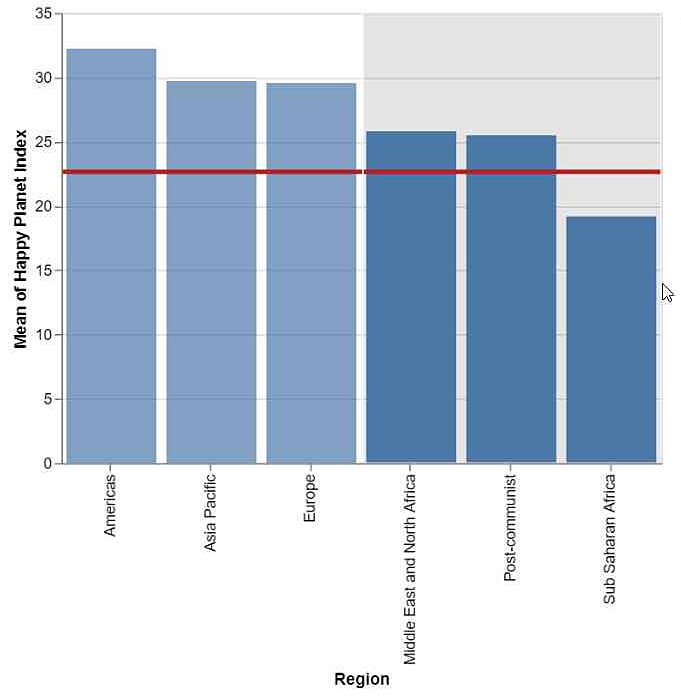 Mean of Happy Planet Index
35
30
25
20
15
10
5
0
Americas
Asia Pacific
Europe
Middle East and North Africa
Post-communist
Sub Saharan Africa
Region